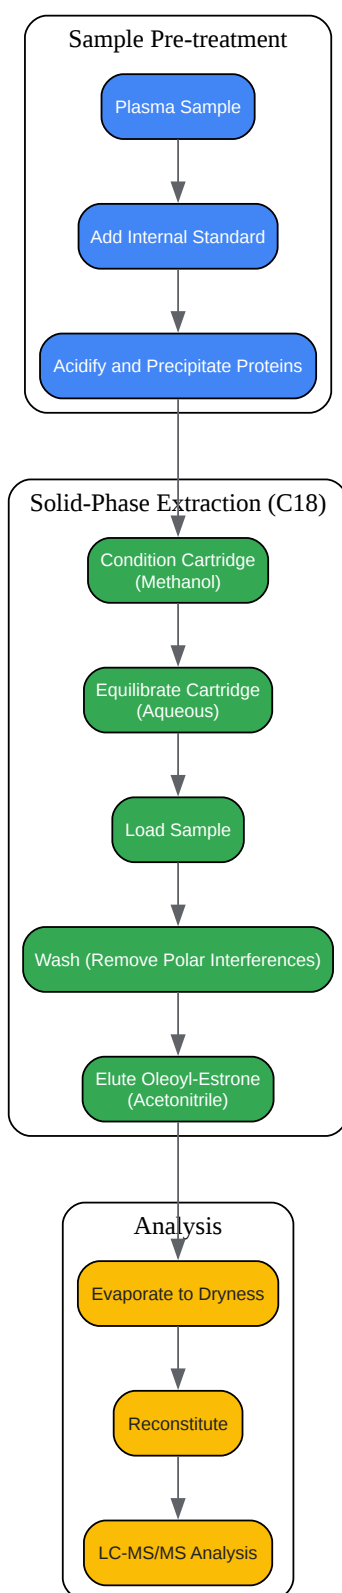 Sample Pre-treatment
Plasma Sample
Add Internal Standard
Acidify and Precipitate Proteins
Solid-Phase Extraction (C18)
Condition Cartridge
(Methanol)
Equilibrate Cartridge
(Aqueous)
Load Sample
Wash (Remove Polar Interferences)
Elute Oleoyl-Estrone
(Acetonitrile)
Analysis
Evaporate to Dryness
Reconstitute
LC-MS/MS Analysis